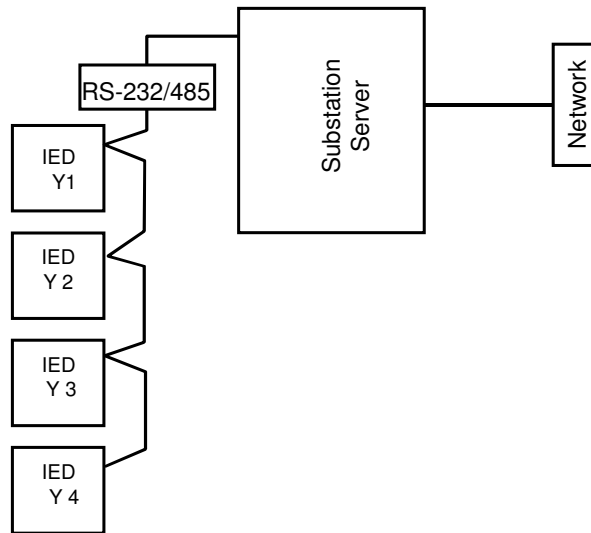 RS-232/485
Substation
Server
Network
IED
Y1
IED
Y 2
IED
Y 3
IED
Y 4